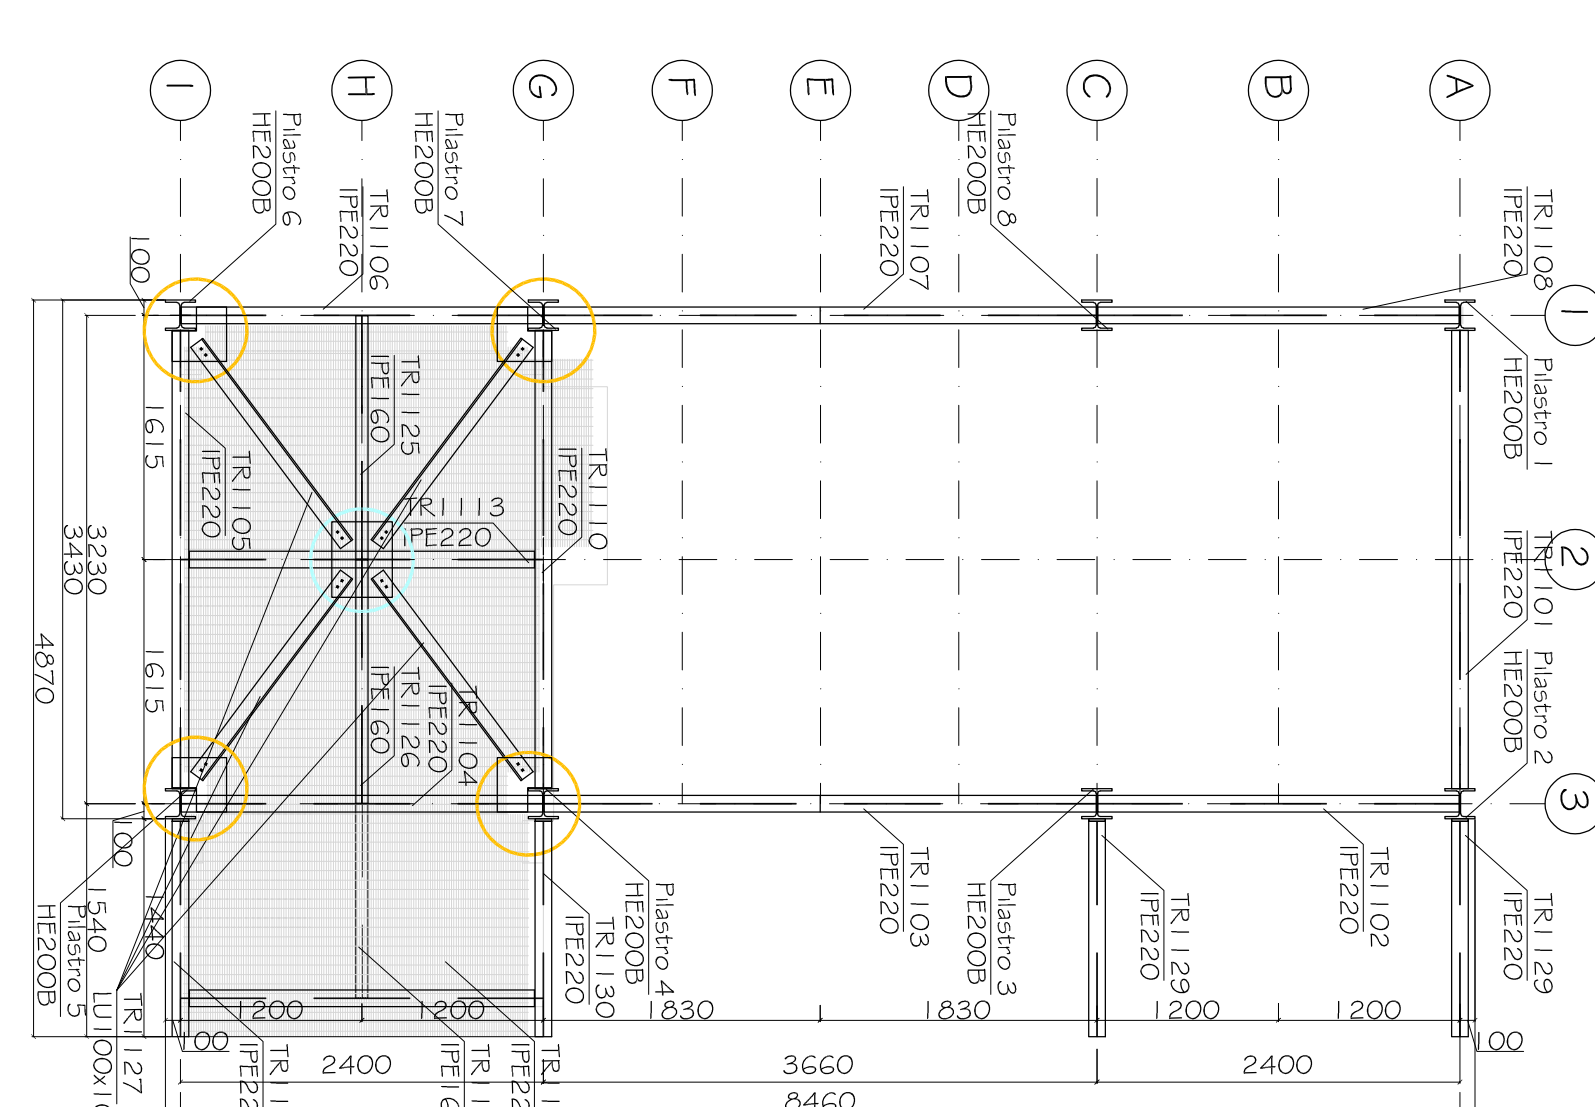 I
H
G
F
E
D
C
B
A
Pilastro 6
HE200B
Pilastro 7
HE200B
Pilastro 8
HE200B
TR1106
IPE220
TR1107
IPE220
TR1108
IPE220
100
1
Pilastro 1
HE200B
TR1125
IPE160
1615
TR1105
IPE220
TR1110
IPE220
TR1113
IPE220
3230
3430
2
TR1101
IPE220
4870
1615
TR1126
IPE160
TR1104
IPE220
Pilastro 2
HE200B
3
100
TR1103
IPE220
TR1102
IPE220
1540
1440
Pilastro 5
HE200B
Pilastro 4
HE200B
TR1130
IPE220
Pilastro 3
HE200B
TR1129
IPE220
TR1129
IPE220
TR1127
1200
1200
1830
1830
1200
1200
100
100
2400
3660
2400
8460